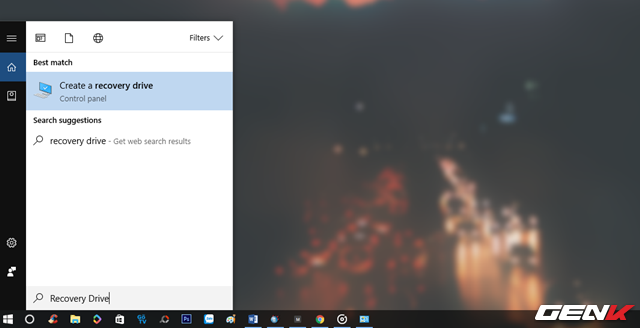 Filters
Best match
Create a recovery drive
Control panel
Search suggestions
recovery drive - Get web search results
Recovery Drive
GENK